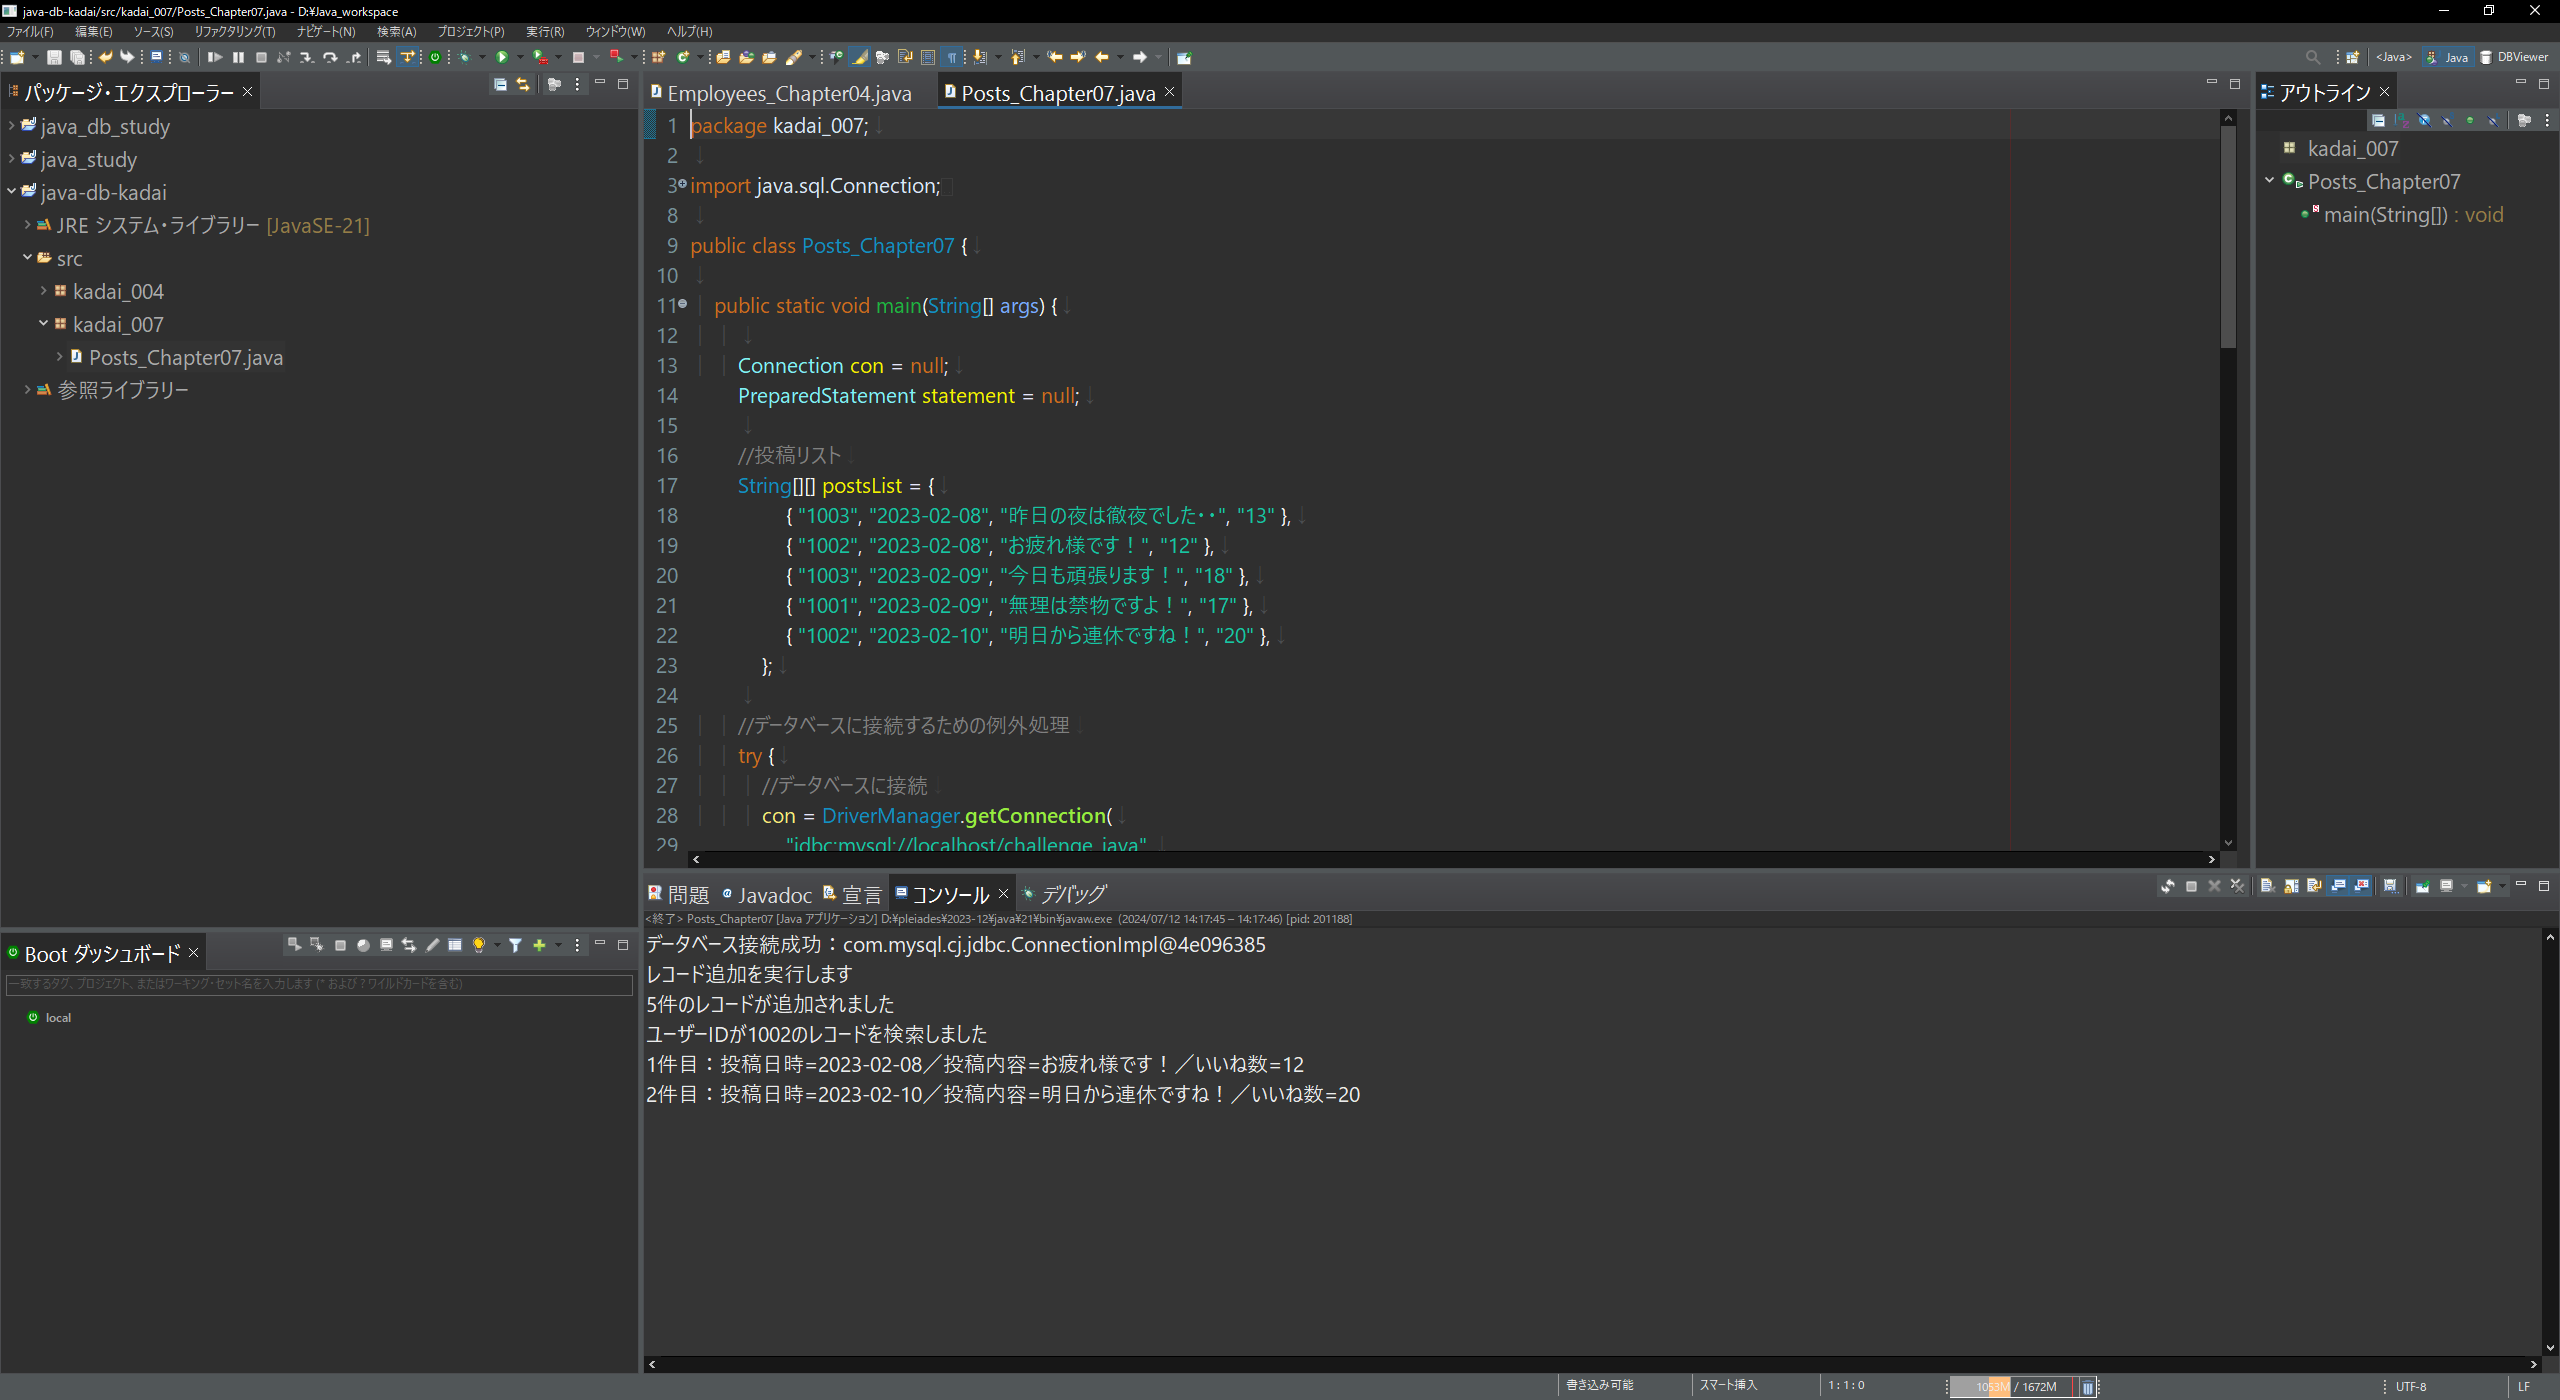 java-db-kadai/src/kadai_007/Posts_Chapter07.java - D:¥Java_workspace
ファイル(F) 編集(E) ソース(S) リファクタリング(T) ナビゲート(N) 検索(A) プロジェクト(P) 実行(R) ウィンドウ(W) ヘルプ(H)
<Java> Java DBViewer
パッケージ・エクスプローラー
java_db_study
java_study
java-db-kadai
JRE システム・ライブラリー [JavaSE-21]
src
kadai_004
kadai_007
Posts_Chapter07.java
参照ライブラリー
Boot ダッシュボード
一致するタグ、プロジェクト、またはワーキング・セット名を入力します (* および ? ワイルドカードを含む)
local
Employees_Chapter04.java Posts_Chapter07.java
1 package kadai_007;
2
3 import java.sql.Connection;
8
9 public class Posts_Chapter07 {
10
11 public static void main(String[] args) {
12
13 Connection con = null;
14 PreparedStatement statement = null;
15
16 //投稿リスト
17 String[][] postsList = {
18 { "1003", "2023-02-08", "昨日の夜は徹夜でした・・", "13" },
19 { "1002", "2023-02-08", "お疲れ様です！", "12" },
20 { "1003", "2023-02-09", "今日も頑張ります！", "18" },
21 { "1001", "2023-02-09", "無理は禁物ですよ！", "17" },
22 { "1002", "2023-02-10", "明日から連休ですね！", "20" },
23 };
24
25 //データベースに接続するための例外処理
26 try {
27 //データベースに接続
28 con = DriverManager.getConnection(
29 "jdbc:mysql://localhost/challenge_java"
アウトライン
kadai_007
Posts_Chapter07
main(String[]) : void
問題 Javadoc 宣言 コンソール デバッグ
<終了> Posts_Chapter07 [Java アプリケーション] D:¥pleiades¥2023-12¥java¥21¥bin¥javaw.exe (2024/07/12 14:17:45 – 14:17:46) [pid: 201188]
データベース接続成功：com.mysql.cj.jdbc.ConnectionImpl@4e096385
レコード追加を実行します
5件のレコードが追加されました
ユーザーIDが1002のレコードを検索しました
1件目：投稿日時=2023-02-08／投稿内容=お疲れ様です！／いいね数=12
2件目：投稿日時=2023-02-10／投稿内容=明日から連休ですね！／いいね数=20
書き込み可能 スマート挿入 1 : 1 : 0 1053M / 1672M UTF-8 LF